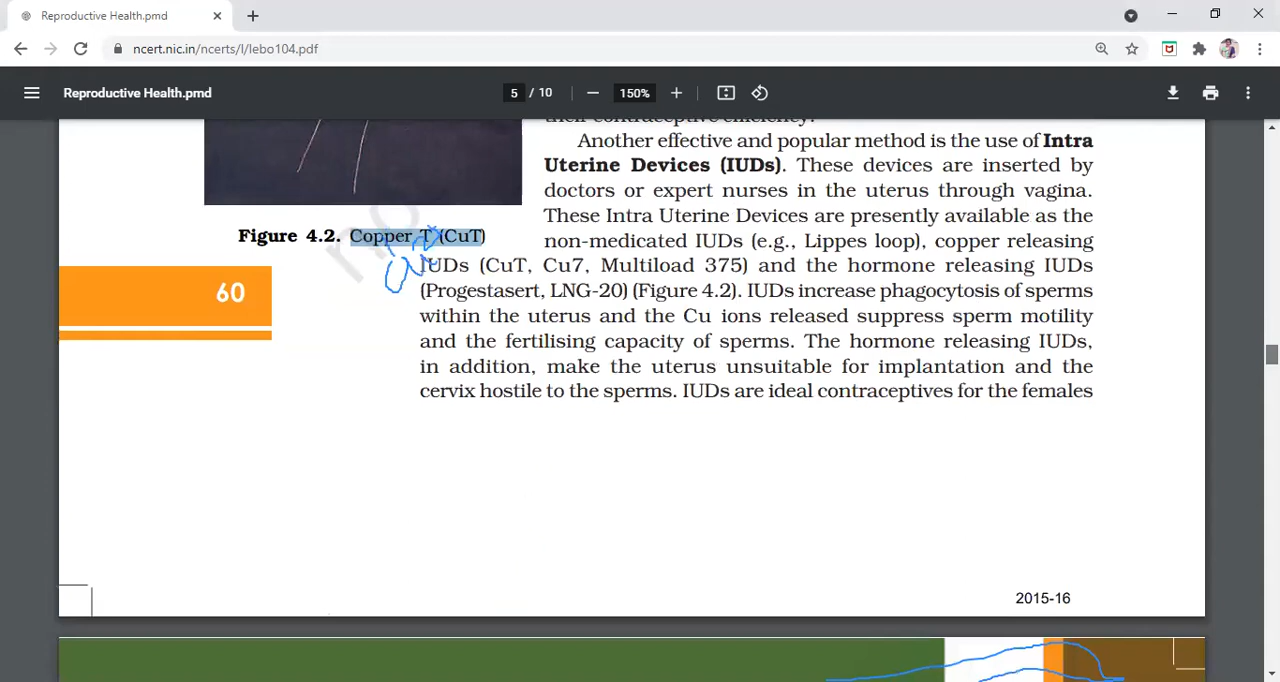 Reproductive Health.pmd
ncert.nic.in/ncerts/l/lebo104.pdf
Reproductive Health.pmd
5 / 10
150%
their contraceptive efficiency.
Another effective and popular method is the use of Intra
Uterine Devices (IUDs). These devices are inserted by
doctors or expert nurses in the uterus through vagina.
These Intra Uterine Devices are presently available as the
Figure 4.2. Copper T (CuT)
non-medicated IUDs (e.g., Lippes loop), copper releasing
IUDs (CuT, Cu7, Multiload 375) and the hormone releasing IUDs
60
(Progestasert, LNG-20) (Figure 4.2). IUDs increase phagocytosis of sperms
within the uterus and the Cu ions released suppress sperm motility
and the fertilising capacity of sperms. The hormone releasing IUDs,
in addition, make the uterus unsuitable for implantation and the
cervix hostile to the sperms. IUDs are ideal contraceptives for the females
2015-16